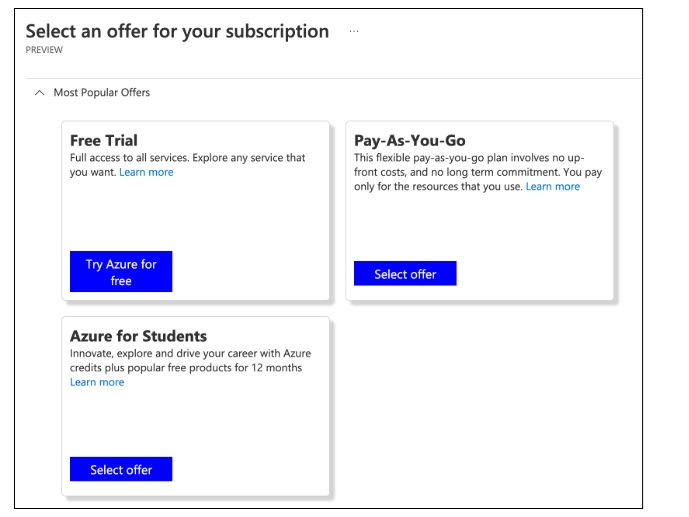 Select an offer for your subscription ...
PREVIEW
Most Popular Offers
Free Trial
Full access to all services. Explore any service that
you want. Learn more
Try Azure for
free
Pay-As-You-Go
This flexible pay-as-you-go plan involves no up-
front costs, and no long term commitment. You pay
only for the resources that you use. Learn more
Select offer
Azure for Students
Innovate, explore and drive your career with Azure
credits plus popular free products for 12 months
Learn more
Select offer